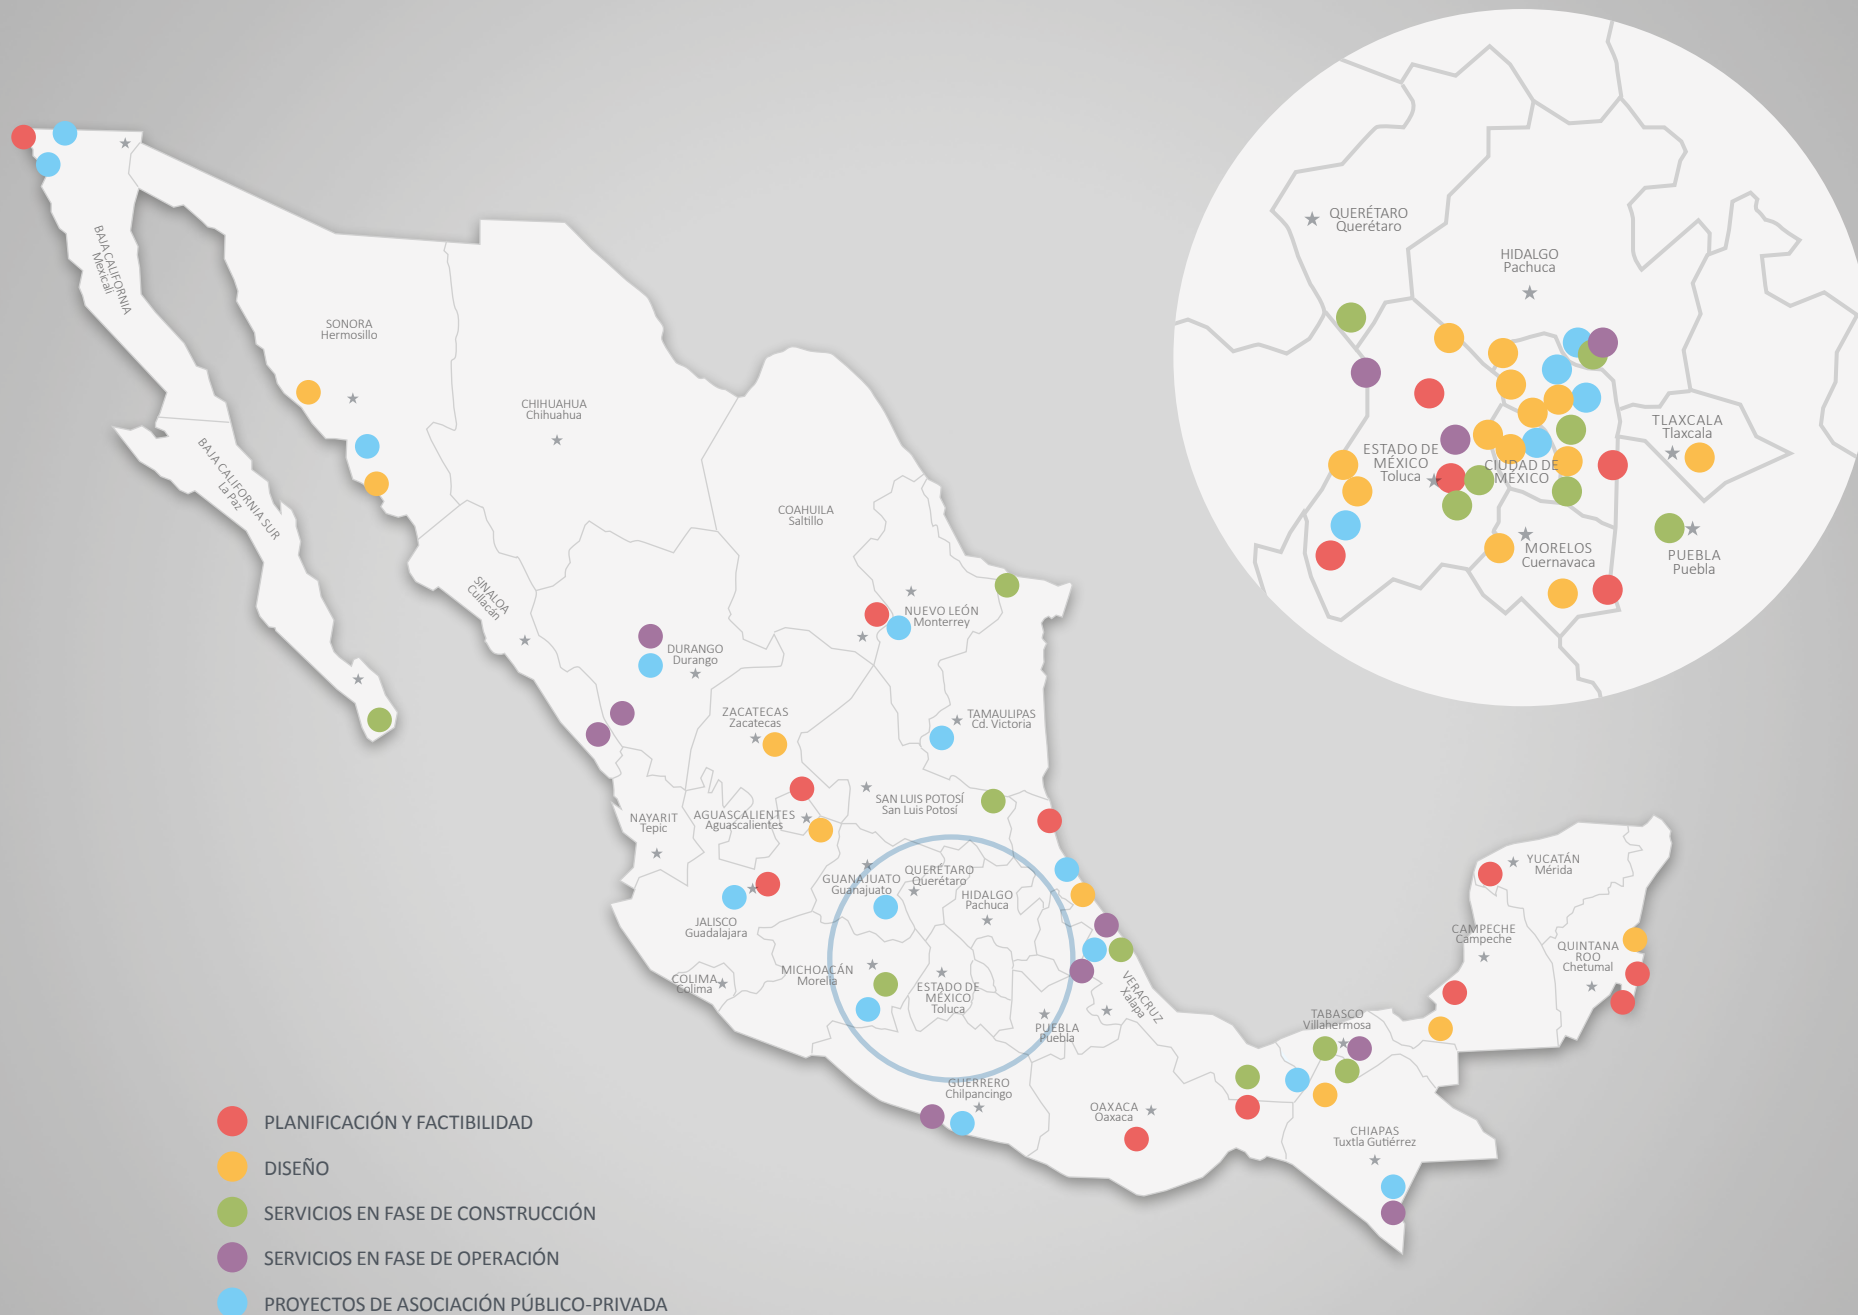 BAJA CALIFORNIA
Mexicali
SONORA
Hermosillo
CHIHUAHUA
Chihuahua
BAJA CALIFORNIA SUR
La Paz
COAHUILA
Saltillo
SINALOA
Culiacán
NUEVO LEÓN
Monterrey
DURANGO
Durango
ZACATECAS
Zacatecas
TAMAULIPAS
Cd. Victoria
SAN LUIS POTOSÍ
San Luis Potosí
NAYARIT
Tepic
AGUASCALIENTES
Aguascalientes
GUANAJUATO
Guanajuato
QUERÉTARO
Querétaro
HIDALGO
Pachuca
JALISCO
Guadalajara
COLIMA
Colima
MICHOACÁN
Morelia
ESTADO DE
MÉXICO
Toluca
PUEBLA
Puebla
VERACRUZ
Xalapa
GUERRERO
Chilpancingo
OAXACA
Oaxaca
TABASCO
Villahermosa
CHIAPAS
Tuxtla Gutiérrez
CAMPECHE
Campeche
YUCATÁN
Mérida
QUINTANA
ROO
Chetumal
QUERÉTARO
Querétaro
HIDALGO
Pachuca
TLAXCALA
Tlaxcala
ESTADO DE
MÉXICO
Toluca
CIUDAD DE
MÉXICO
MORELOS
Cuernavaca
PUEBLA
Puebla
PLANIFICACIÓN Y FACTIBILIDAD
DISEÑO
SERVICIOS EN FASE DE CONSTRUCCIÓN
SERVICIOS EN FASE DE OPERACIÓN
PROYECTOS DE ASOCIACIÓN PÚBLICO-PRIVADA